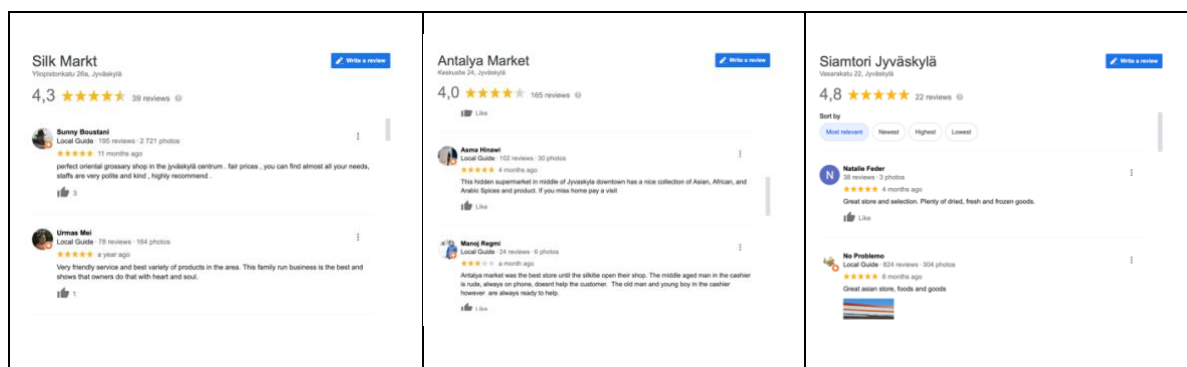 Silk Markt
Write a review
Yliopistonkatu 26a, Jyväskylä
4,3 39 reviews
Sunny Boustani
Local Guide · 195 reviews · 2 721 photos
11 months ago
perfect oriental grossary shop in the jyväskylä centrum . fair prices , you can find almost all your needs,
staffs are very polite and kind , highly recommend .
3
Urmas Mei
Local Guide · 78 reviews · 184 photos
a year ago
Very friendly service and best variety of products in the area. This family run business is the best and
shows that owners do that with heart and soul.
1
Antalya Market
Write a review
Keskustie 24, Jyväskylä
4,0 165 reviews
Like
Asma Hinawi
Local Guide · 102 reviews · 30 photos
4 months ago
This hidden supermarket in middle of Jyvaskyla downtown has a nice collection of Asian, African, and
Arabic Spices and product. If you miss home pay a visit
Like
Manoj Regmi
Local Guide · 24 reviews · 6 photos
a month ago
Antalya market was the best store until the silkitie open their shop. The middle aged man in the cashier
is rude, always on phone, doesnt help the customer. The old man and young boy in the cashier
however are always ready to help.
Like
Siamtori Jyväskylä
Write a review
Vasarakatu 22, Jyväskylä
4,8 22 reviews
Sort by
Most relevant Newest Highest Lowest
N
Natalie Feder
38 reviews · 3 photos
4 months ago
Great store and selection. Plenty of dried, fresh and frozen goods.
Like
No Problemo
Local Guide · 824 reviews · 304 photos
8 months ago
Great asian store, foods and goods